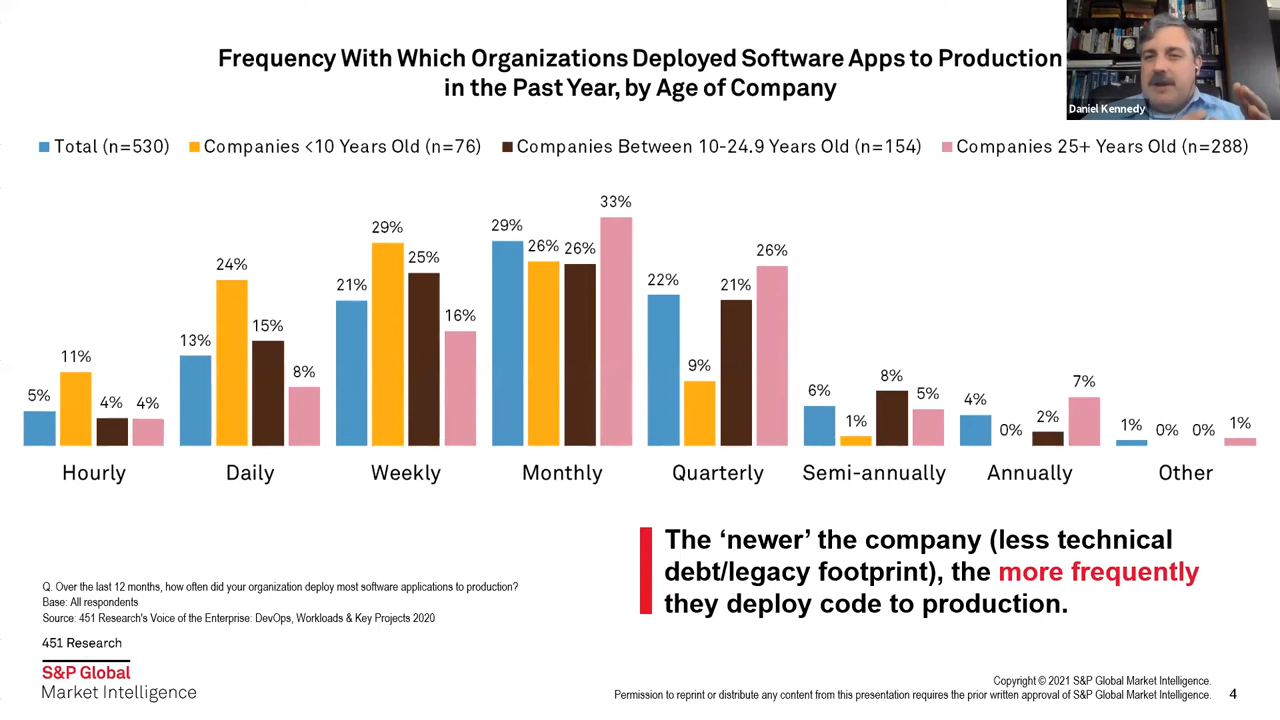 Frequency With Which Organizations Deployed Software Apps to Production
in the Past Year, by Age of Company
Daniel Kennedy
Total (n=530) Companies <10 Years Old (n=76) Companies Between 10-24.9 Years Old (n=154) Companies 25+ Years Old (n=288)
5% 11% 4% 4%
13% 24% 15% 8%
21% 29% 25% 16%
29% 26% 26% 33%
22% 9% 21% 26%
6% 1% 8% 5%
4% 0% 2% 7%
1% 0% 0% 1%
Hourly Daily Weekly Monthly Quarterly Semi-annually Annually Other
The ‘newer’ the company (less technical
debt/legacy footprint), the more frequently
they deploy code to production.
Q. Over the last 12 months, how often did your organization deploy most software applications to production?
Base: All respondents
Source: 451 Research's Voice of the Enterprise: DevOps, Workloads & Key Projects 2020
451 Research
S&P Global
Market Intelligence
Copyright © 2021 S&P Global Market Intelligence.
Permission to reprint or distribute any content from this presentation requires the prior written approval of S&P Global Market Intelligence.
4